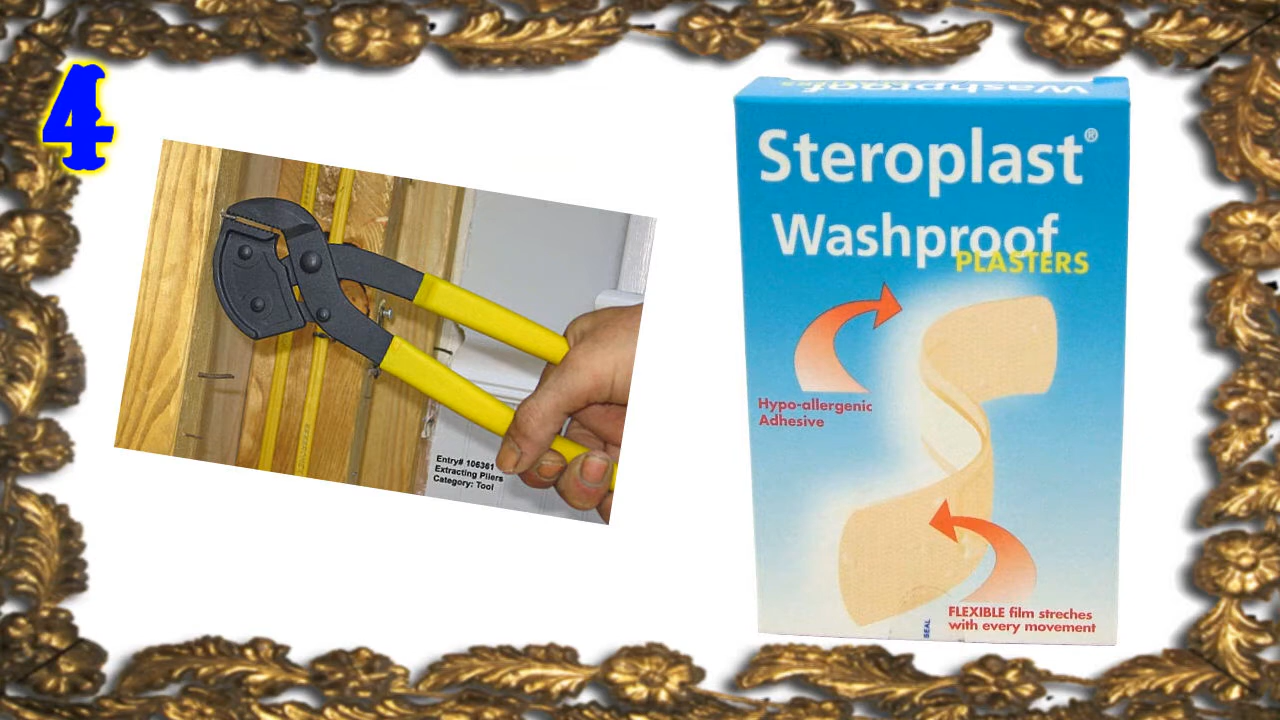 4
Entry# 106361
Extracting Pliers
Category: Tool
Washproof
Steroplast®
Washproof
PLASTERS
Hypo-allergenic
Adhesive
FLEXIBLE film streches
with every movement
SEAL